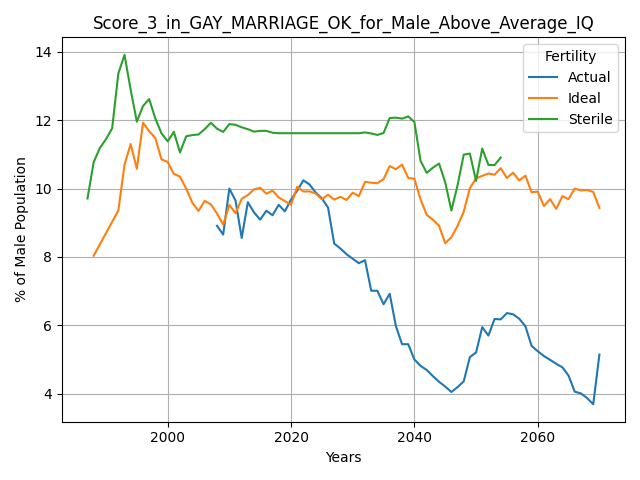 Score_3_in_GAY_MARRIAGE_OK_for_Male_Above_Average_IQ
Fertility
Actual
Ideal
Sterile
% of Male Population
14
12
10
8
6
4
2000
2020
2040
2060
Years